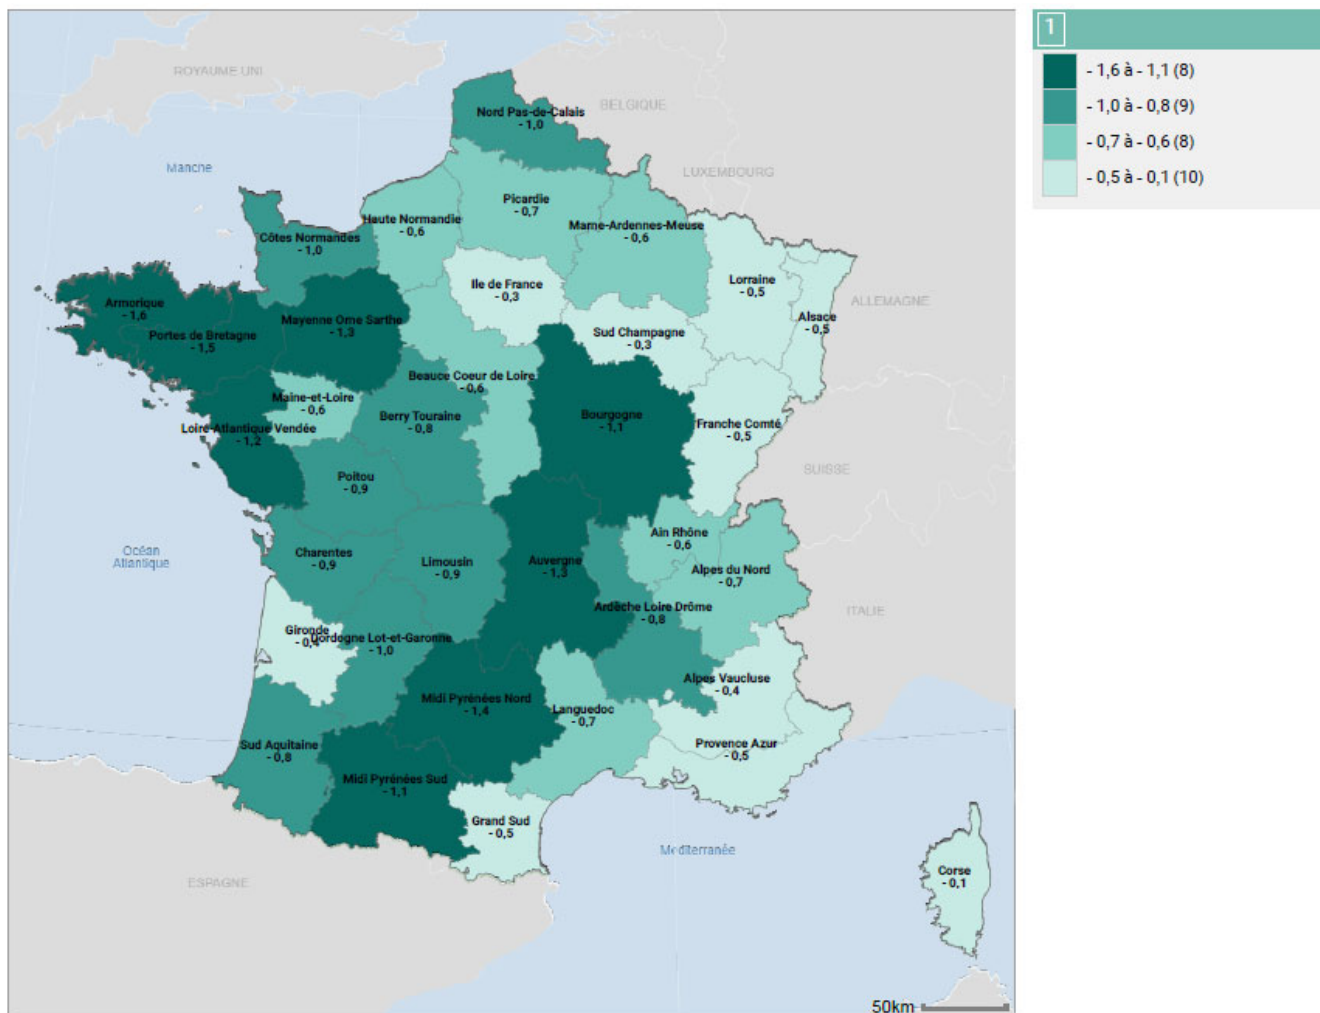 1
- 1,6 à - 1,1 (8)
- 1,0 à - 0,8 (9)
- 0,7 à - 0,6 (8)
- 0,5 à - 0,1 (10)
ROYAUME UNI
BELGIQUE
Nord Pas-de-Calais
- 1,0
Manche
LUXEMBOURG
Picardie
- 0,7
Haute Normandie
- 0,6
Marne-Ardennes-Meuse
- 0,6
Côtes Normandes
- 1,0
Ile de France
- 0,3
Lorraine
- 0,5
ALLEMAGNE
Armorique
- 1,6
Alsace
- 0,5
Mayenne Orne Sarthe
- 1,3
Sud Champagne
- 0,3
Portes de Bretagne
- 1,5
Beauce Coeur de Loire
- 0,6
Maine-et-Loire
- 0,6
Berry Touraine
- 0,8
Bourgogne
- 1,1
Franche Comté
- 0,5
Loire-Atlantique Vendée
- 1,2
SUISSE
Poitou
- 0,9
Ain Rhône
- 0,6
Océan
Atlantique
Charentes
- 0,9
Limousin
- 0,9
Auvergne
- 1,3
Alpes du Nord
- 0,7
Ardèche Loire Drôme
- 0,8
ITALIE
Gironde
- 0,4
Dordogne Lot-et-Garonne
- 1,0
Alpes Vaucluse
- 0,4
Midi Pyrénées Nord
- 1,4
Languedoc
- 0,7
Sud Aquitaine
- 0,8
Provence Azur
- 0,5
Midi Pyrénées Sud
- 1,1
Grand Sud
- 0,5
Mediterranée
Corse
- 0,1
ESPAGNE
50km